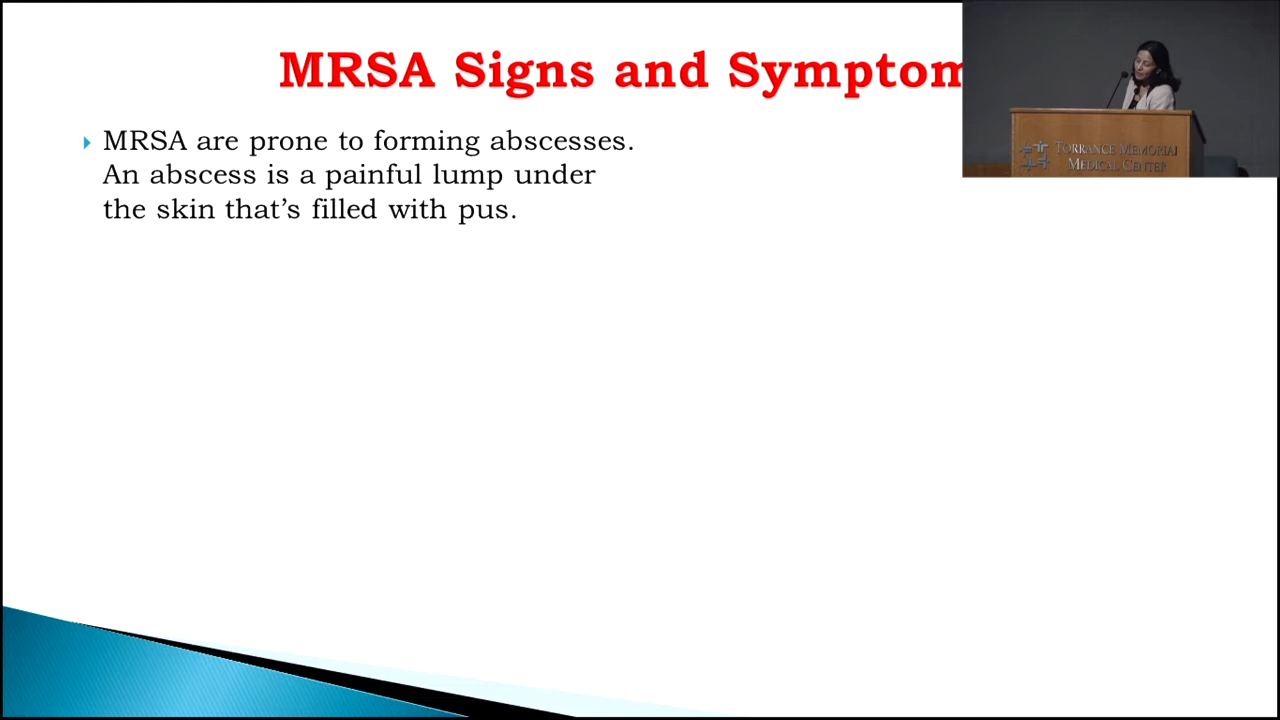 MRSA Signs and Symptom
MRSA are prone to forming abscesses.
An abscess is a painful lump under
the skin that’s filled with pus.
TORRANCE MEMORIAL
MEDICAL CENTER